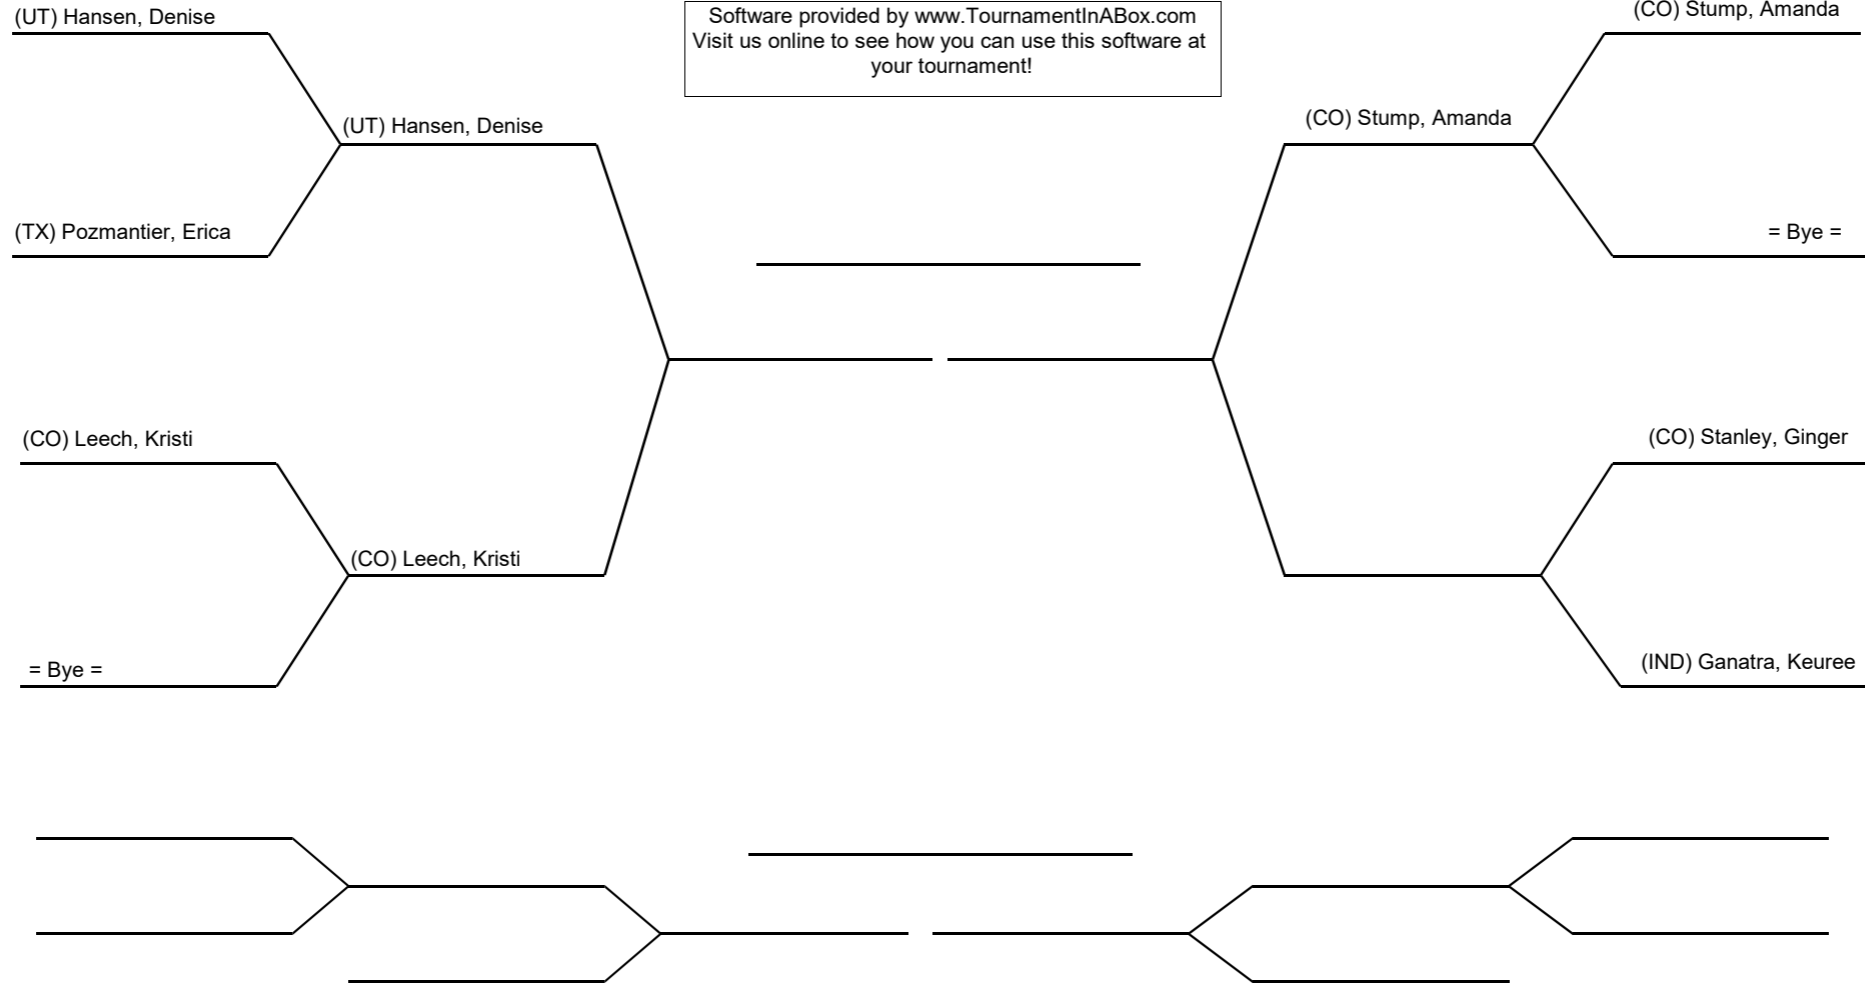 (UT) Hansen, Denise
Software provided by www.TournamentInABox.com
Visit us online to see how you can use this software at
your tournament!
(CO) Stump, Amanda
(UT) Hansen, Denise
(CO) Stump, Amanda
(TX) Pozmantier, Erica
= Bye =
(CO) Leech, Kristi
(CO) Stanley, Ginger
(CO) Leech, Kristi
= Bye =
(IND) Ganatra, Keuree